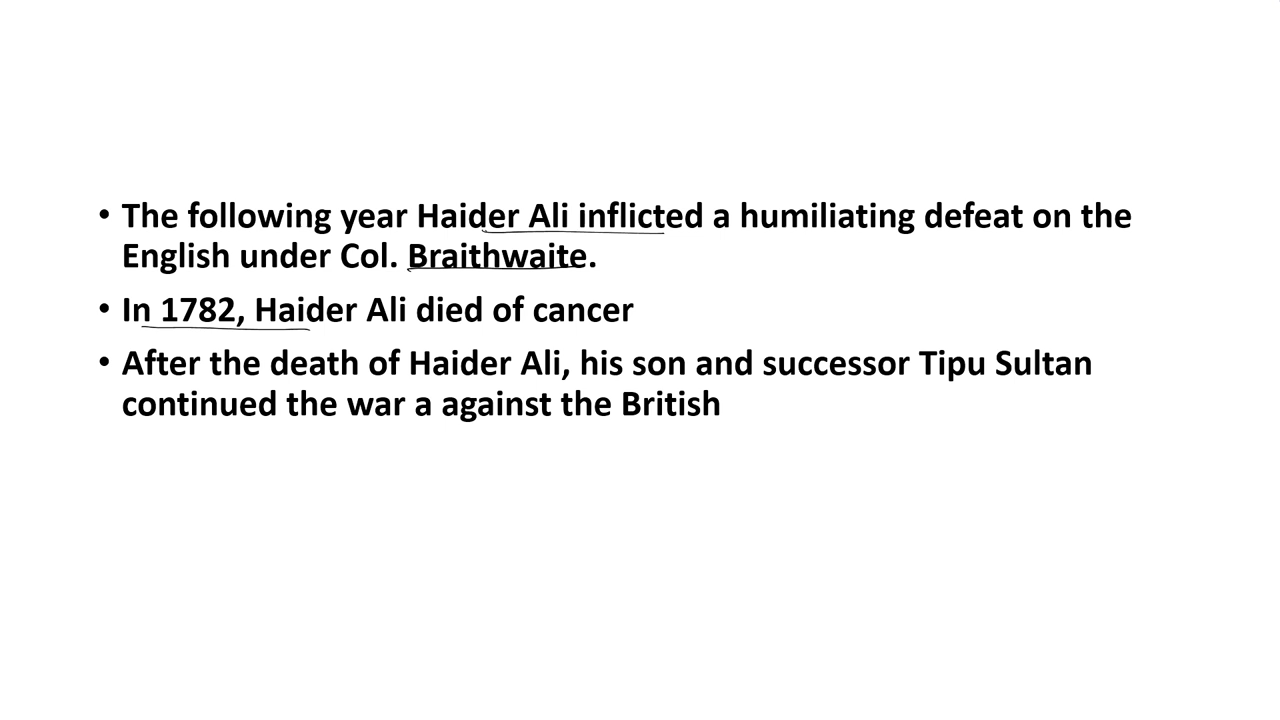 • The following year Haider Ali inflicted a humiliating defeat on the
English under Col. Braithwaite.
• In 1782, Haider Ali died of cancer
• After the death of Haider Ali, his son and successor Tipu Sultan
continued the war a against the British